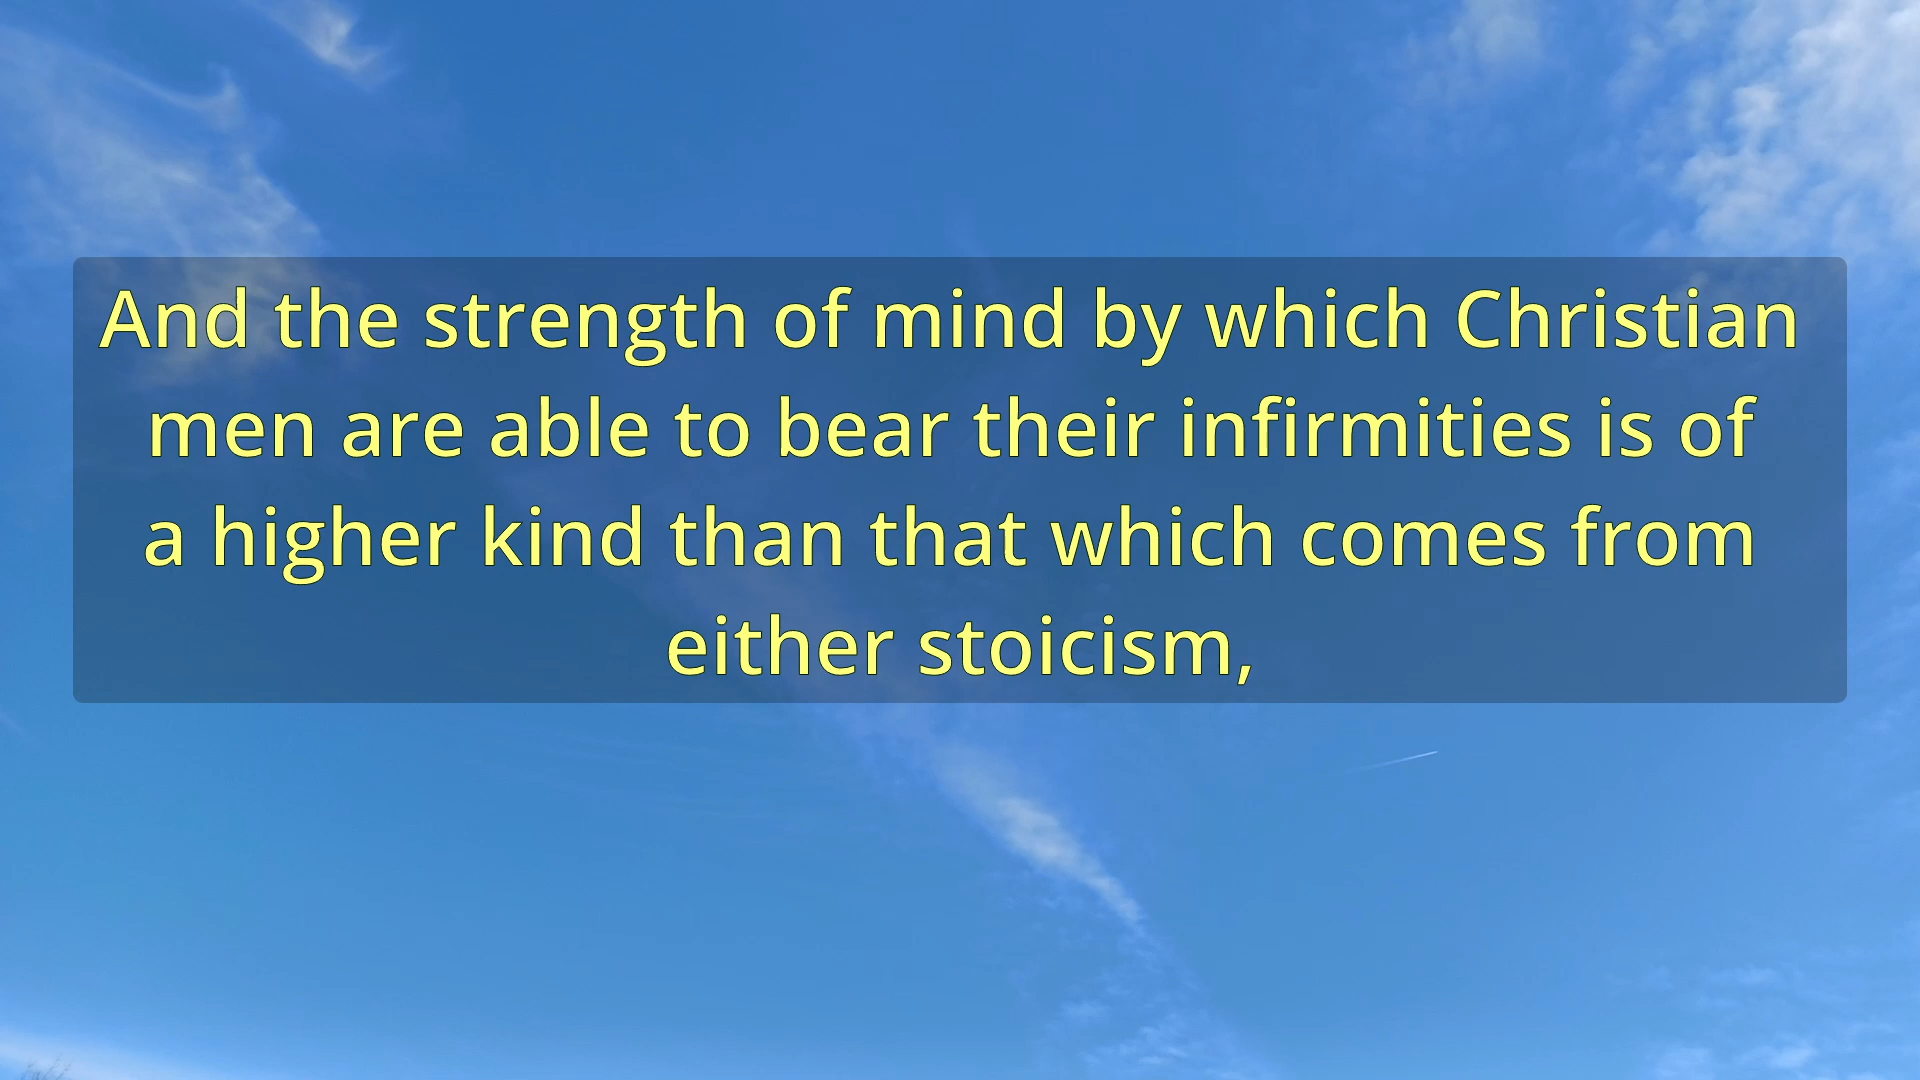 And the strength of mind by which Christian
men are able to bear their infirmities is of
a higher kind than that which comes from
either stoicism,